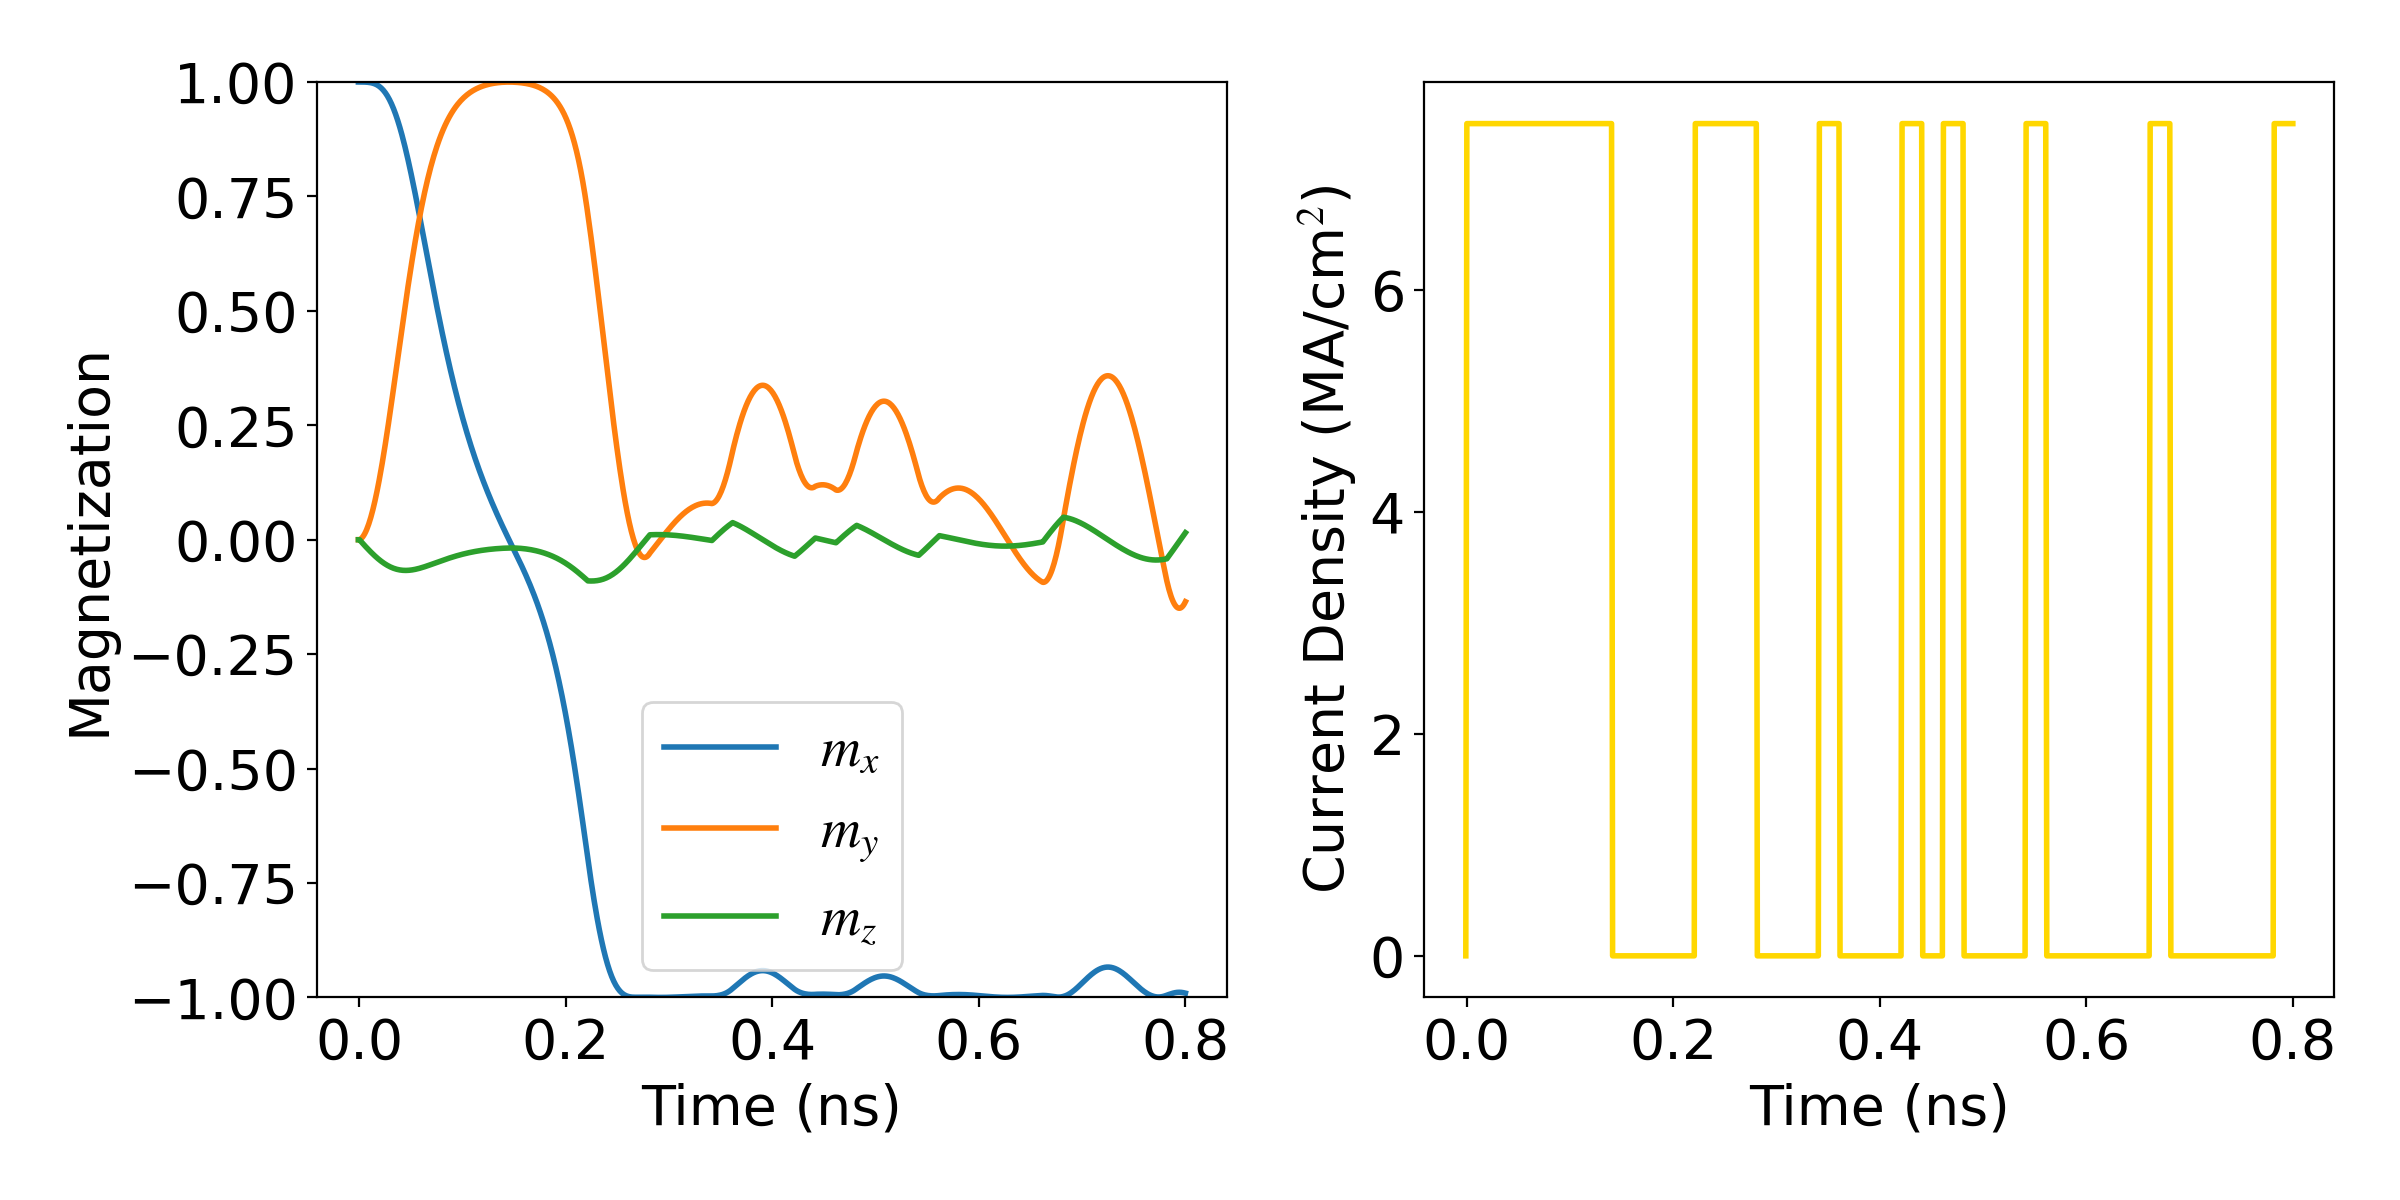 1.00
0.75
0.50
0.25
0.00
−0.25
−0.50
−0.75
−1.00
Magnetization
0.0 0.2 0.4 0.6 0.8
Time (ns)
m_x
m_y
m_z
6
4
2
0
Current Density (MA/cm²)
0.0 0.2 0.4 0.6 0.8
Time (ns)